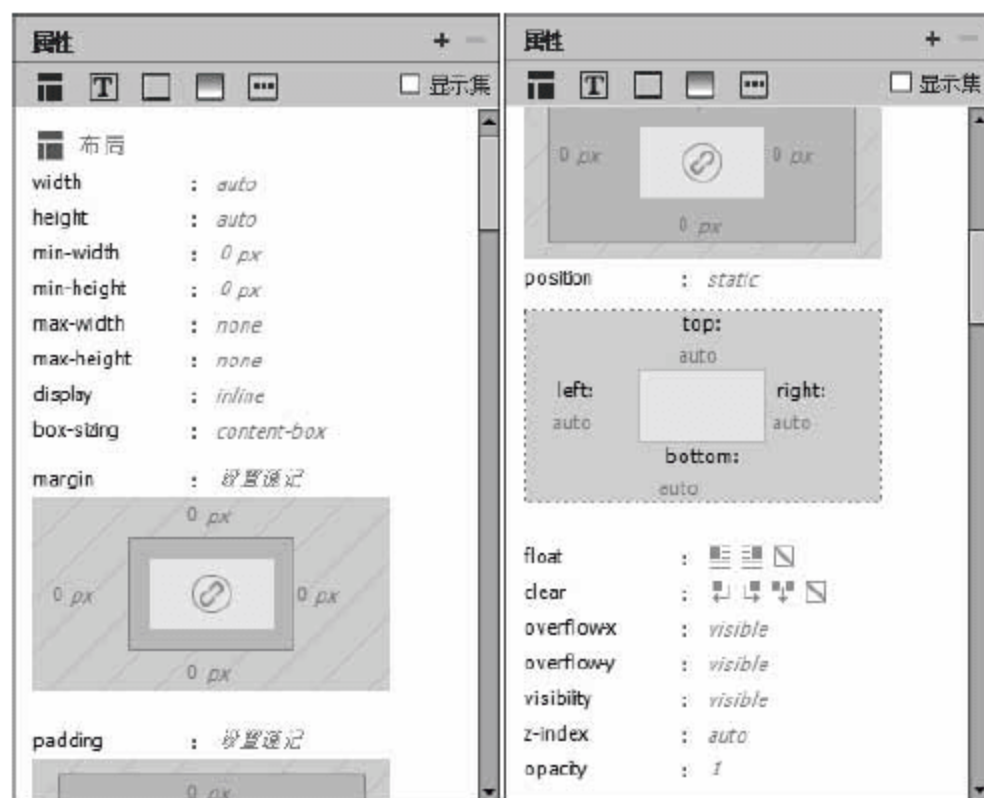 属性
+ −
T
显示集
布局
width : auto
height : auto
min-width : 0 px
min-height : 0 px
max-width : none
max-height : none
display : inline
box-sizing : content-box
margin : 设置速记
0 px
0 px
0 px
0 px
padding : 设置速记
0 px
属性
+ −
T
显示集
0 px
0 px
0 px
position : static
top:
auto
left:
right:
auto
auto
bottom:
auto
float :
clear :
overflow-x : visible
overflow-y : visible
visibility : visible
z-index : auto
opacity : 1